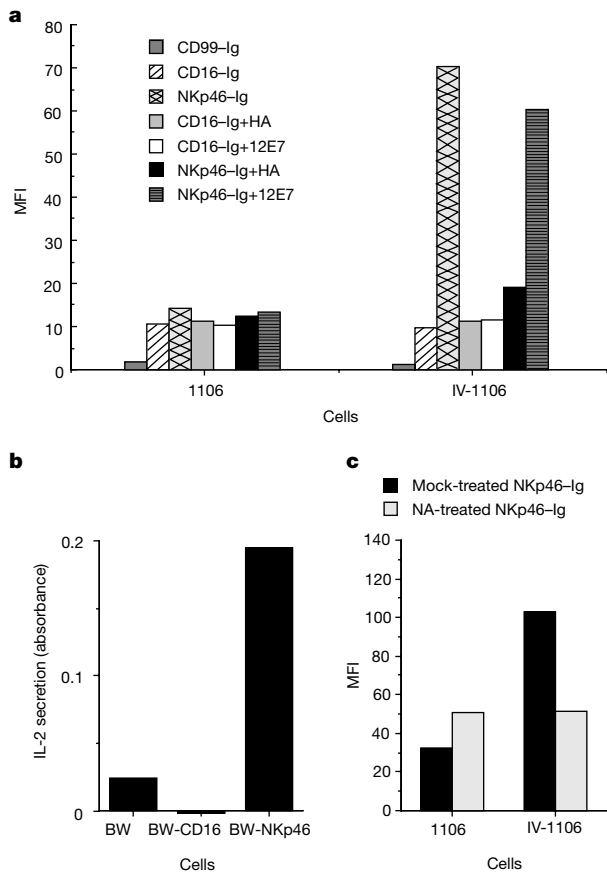 a
CD99–Ig
CD16–Ig
NKp46–Ig
CD16–Ig+HA
CD16–Ig+12E7
NKp46–Ig+HA
NKp46–Ig+12E7
80
70
60
50
40
30
20
10
0
MFI
1106
IV-1106
Cells
b
0.2
0.1
0
IL-2 secretion (absorbance)
BW
BW-CD16
BW-NKp46
Cells
c
Mock-treated NKp46–Ig
NA-treated NKp46–Ig
140
120
100
80
60
40
20
0
MFI
1106
IV-1106
Cells